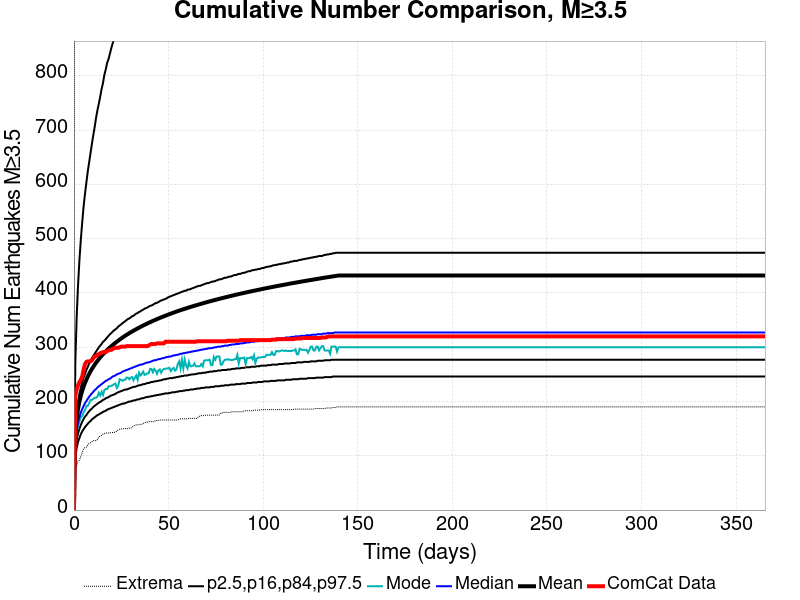 Cumulative Number Comparison, M≥3.5
Cumulative Num Earthquakes M≥3.5
800
700
600
500
400
300
200
100
0
0 50 100 150 200 250 300 350
Time (days)
Extrema p2.5,p16,p84,p97.5 Mode Median Mean ComCat Data